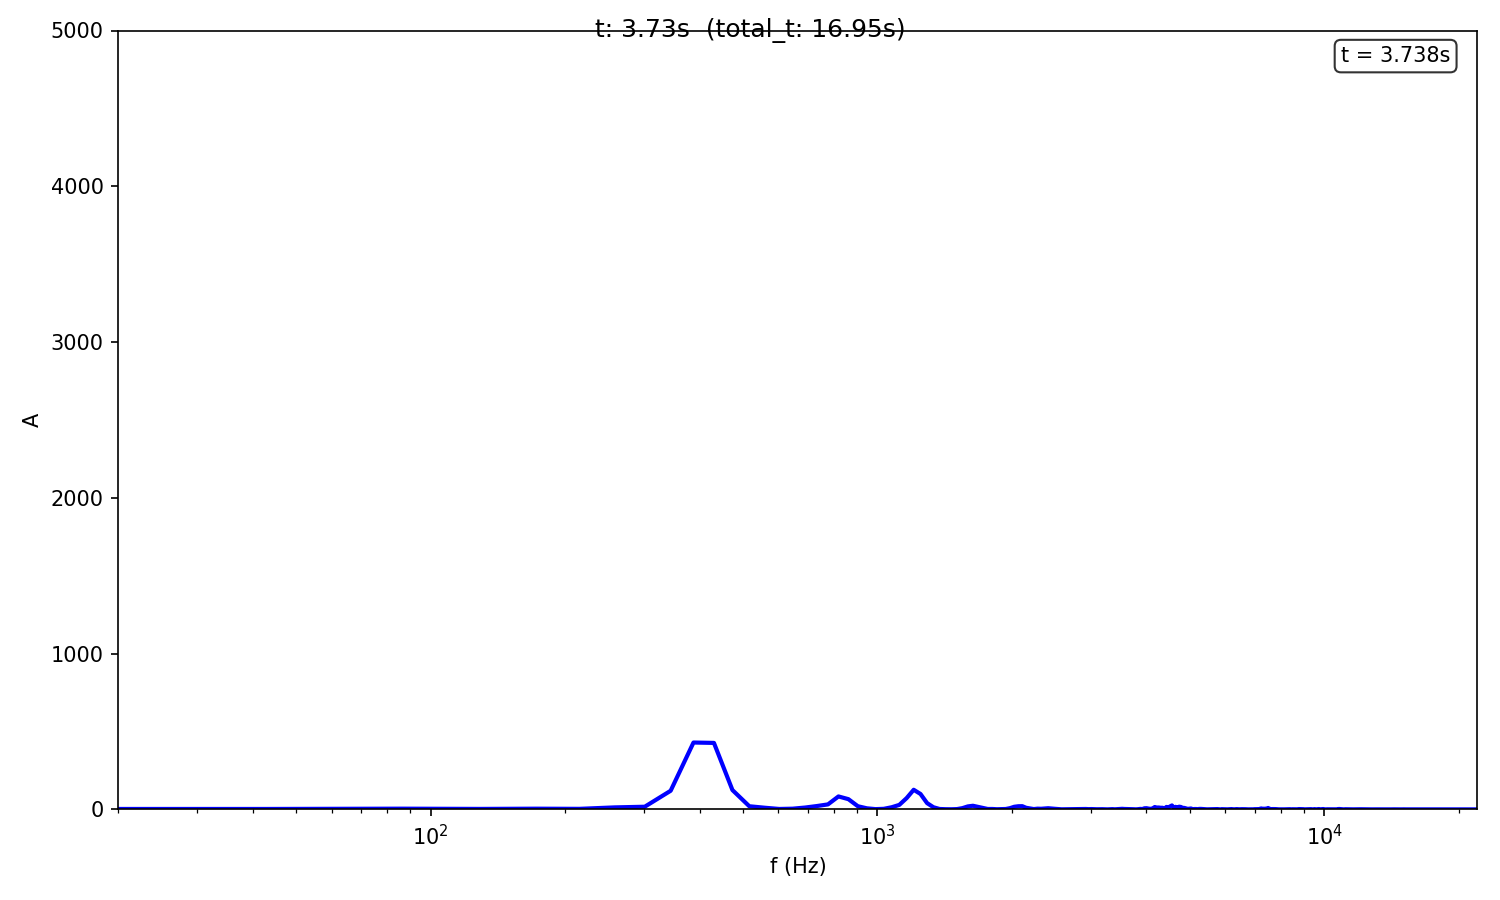 t: 3.73s (total_t: 16.95s)
t = 3.738s
5000
4000
3000
2000
1000
0
A
10²
10³
10⁴
f (Hz)